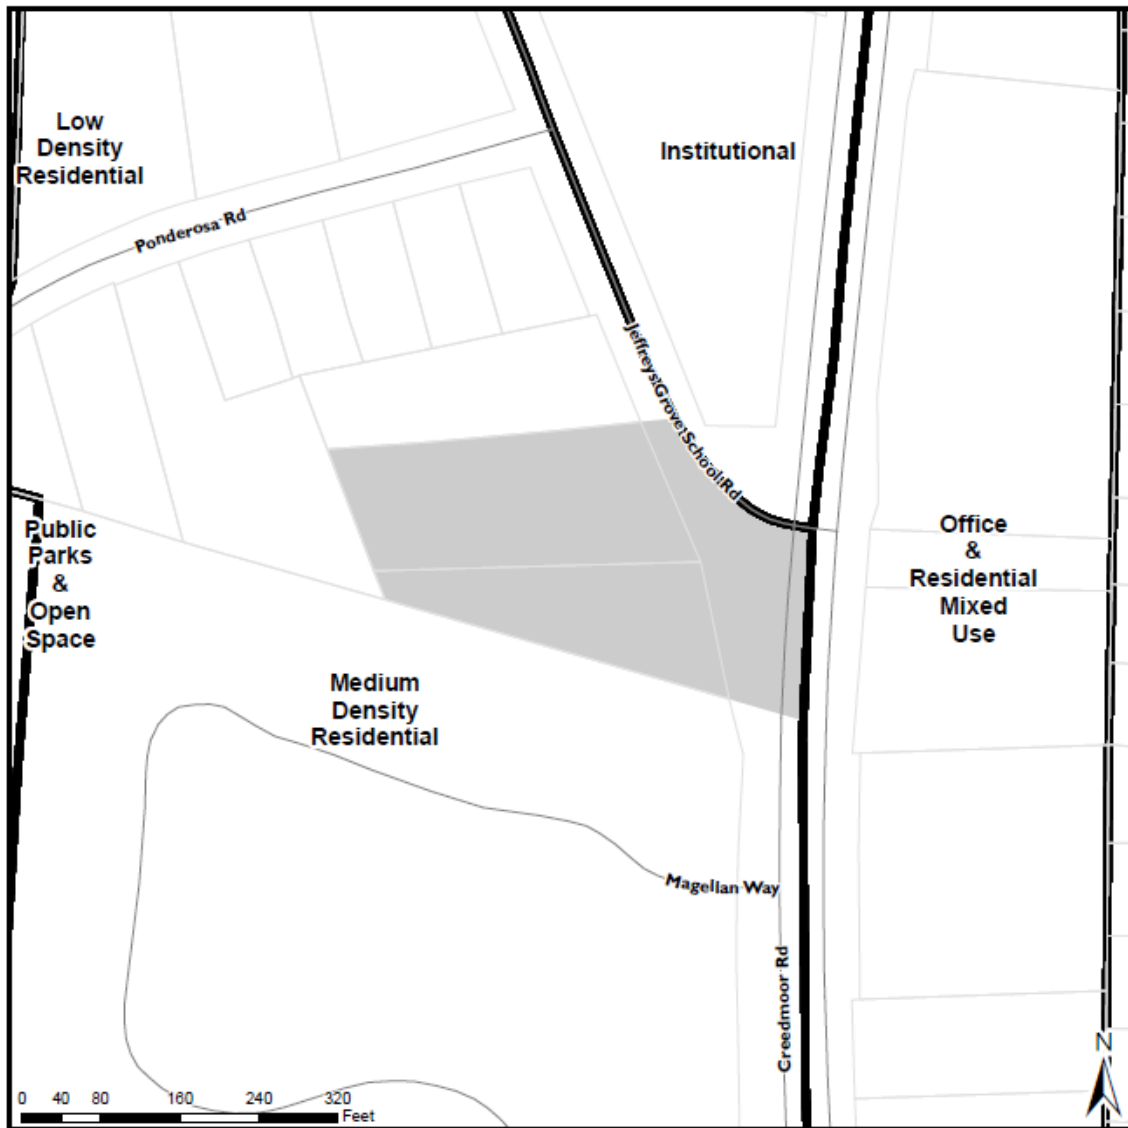 Low
Density
Residential
Institutional
Ponderosa Rd
Jeffreys Grove School Rd
Public
Parks
&
Open
Space
Office
&
Residential
Mixed
Use
Medium
Density
Residential
Magellan Way
Creedmoor Rd
N
0 40 80 160 240 320
Feet